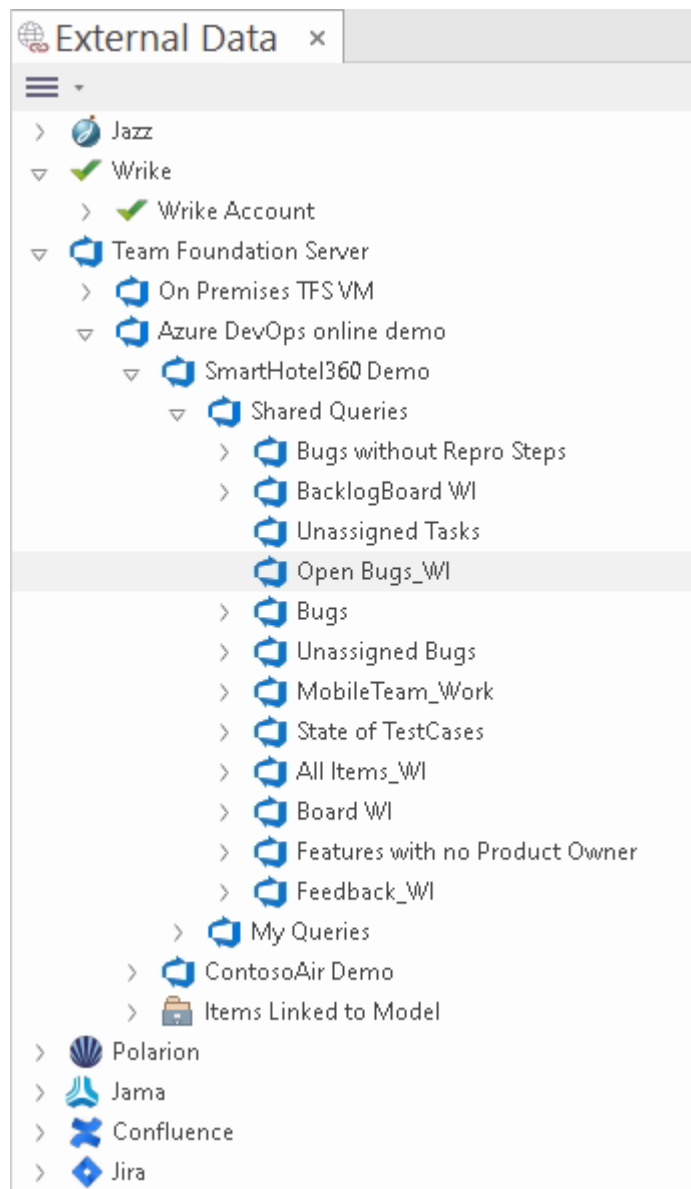 External Data ×
Jazz
Wrike
Wrike Account
Team Foundation Server
On Premises TFS VM
Azure DevOps online demo
SmartHotel360 Demo
Shared Queries
Bugs without Repro Steps
BacklogBoard WI
Unassigned Tasks
Open Bugs_WI
Bugs
Unassigned Bugs
MobileTeam_Work
State of TestCases
All Items_WI
Board WI
Features with no Product Owner
Feedback_WI
My Queries
ContosoAir Demo
Items Linked to Model
Polarion
Jama
Confluence
Jira